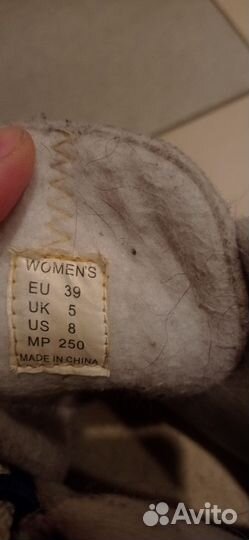 WOMEN'S
EU 39
UK 5
US 8
MP 250
MADE IN CHINA
Avito